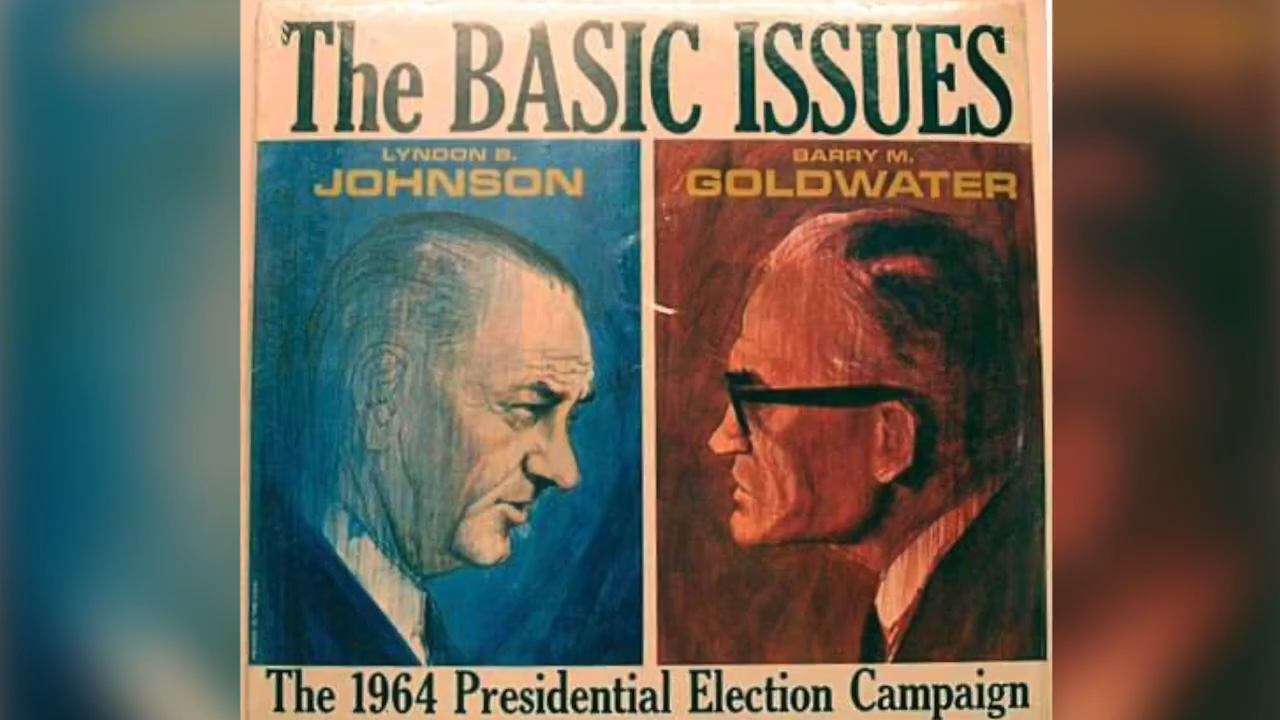 The BASIC ISSUES
LYNDON B.
JOHNSON
BARRY M.
GOLDWATER
The 1964 Presidential Election Campaign